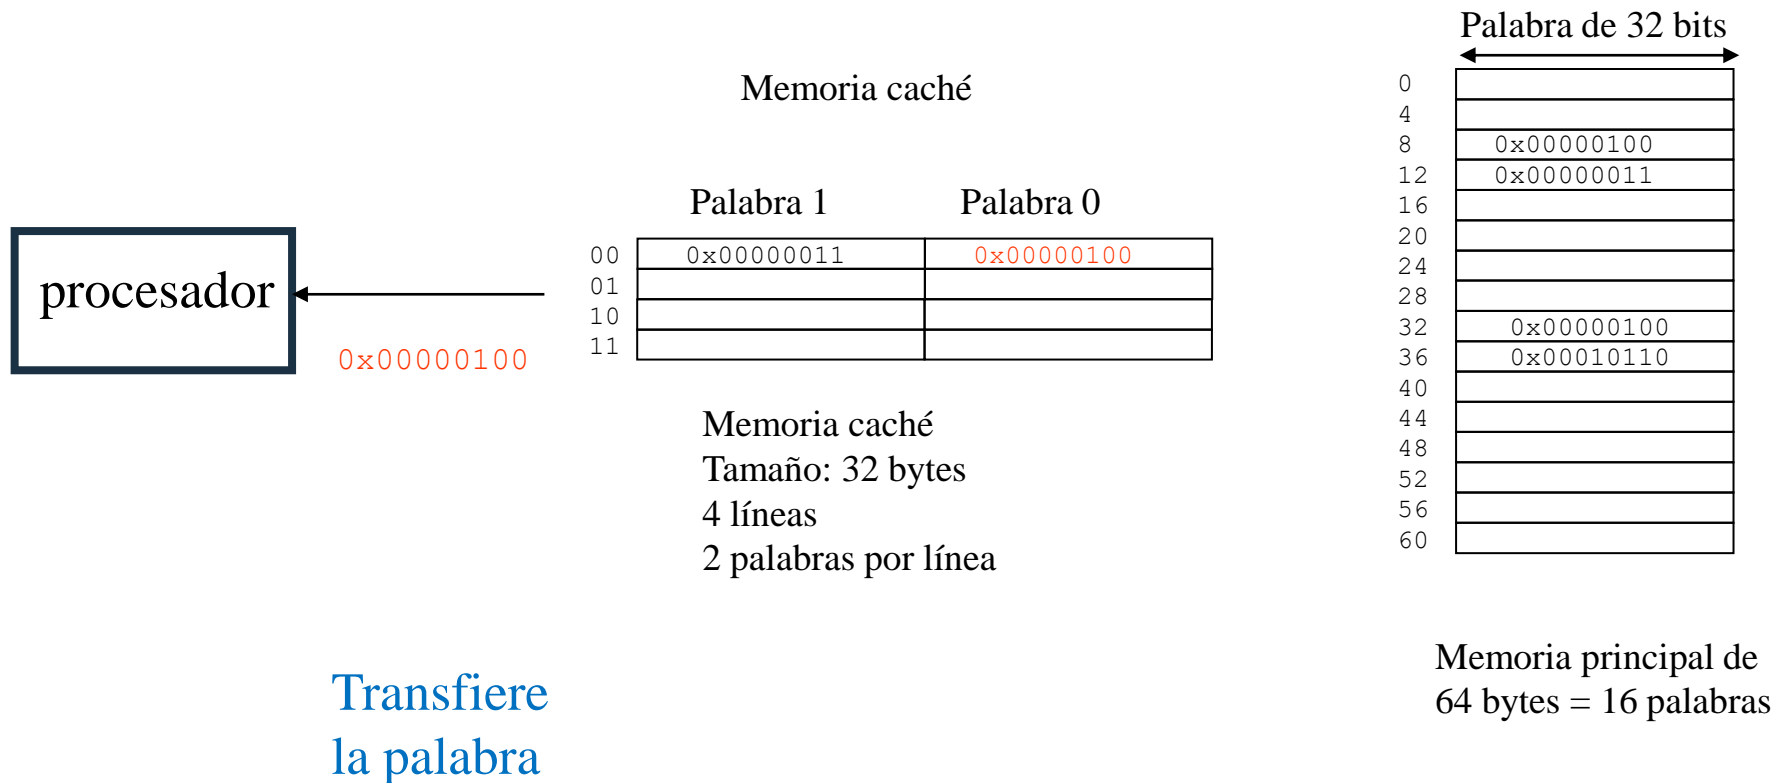 Palabra de 32 bits
Memoria caché
0
4
8 0x00000100
12 0x00000011
16
20
24
28
32 0x00000100
36 0x00010110
40
44
48
52
56
60
Palabra 1 Palabra 0
00 0x00000011 0x00000100
01
10
11
procesador
0x00000100
Memoria caché
Tamaño: 32 bytes
4 líneas
2 palabras por línea
Memoria principal de
64 bytes = 16 palabras
Transfiere
la palabra